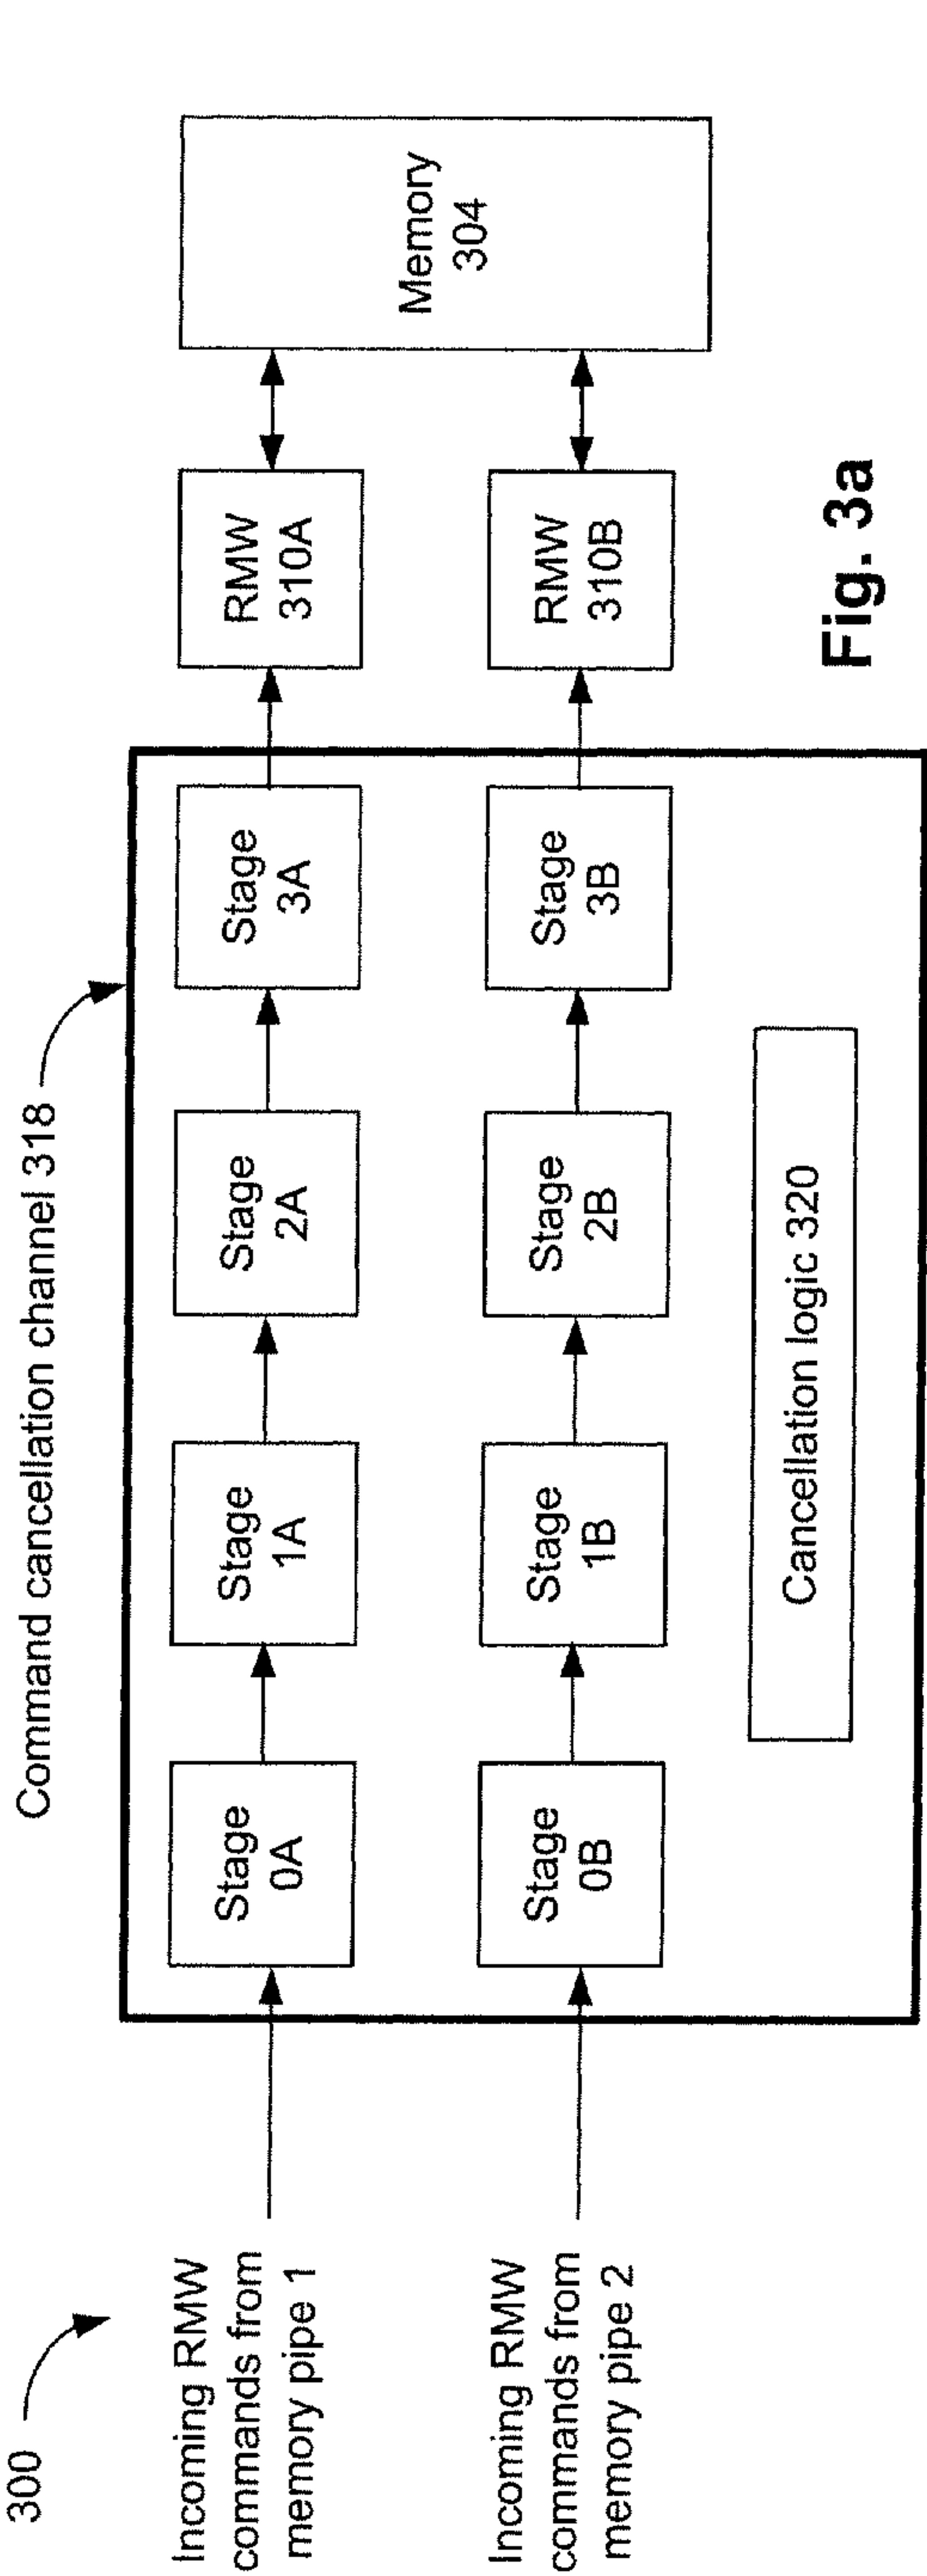 300
Command cancellation channel 318
Incoming RMW
commands from
memory pipe 1
Stage
0A
Stage
1A
Stage
2A
Stage
3A
RMW
310A
Memory
304
Incoming RMW
commands from
memory pipe 2
Stage
0B
Stage
1B
Stage
2B
Stage
3B
RMW
310B
Cancellation logic 320
Fig. 3a